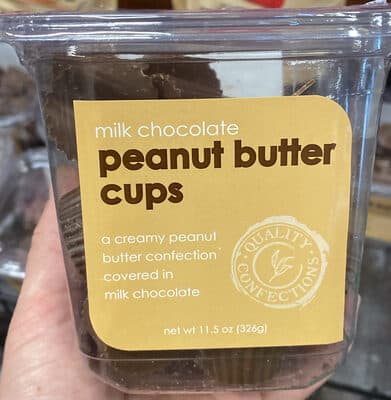 milk chocolate
peanut butter
cups
a creamy peanut
butter confection
covered in
milk chocolate
QUALITY
CONFECTIONS
net wt 11.5 oz (326g)